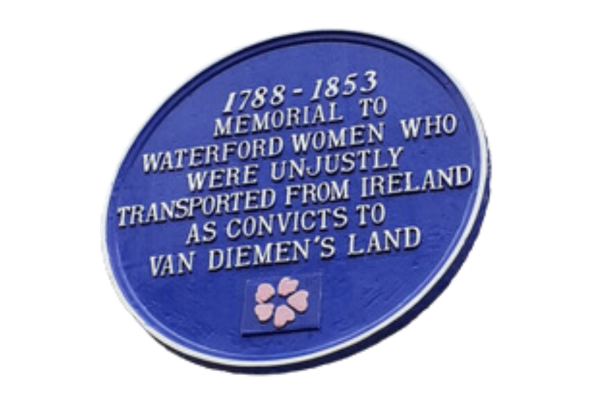 1788 - 1853
MEMORIAL TO
WATERFORD WOMEN WHO
WERE UNJUSTLY
TRANSPORTED FROM IRELAND
AS CONVICTS TO
VAN DIEMEN'S LAND